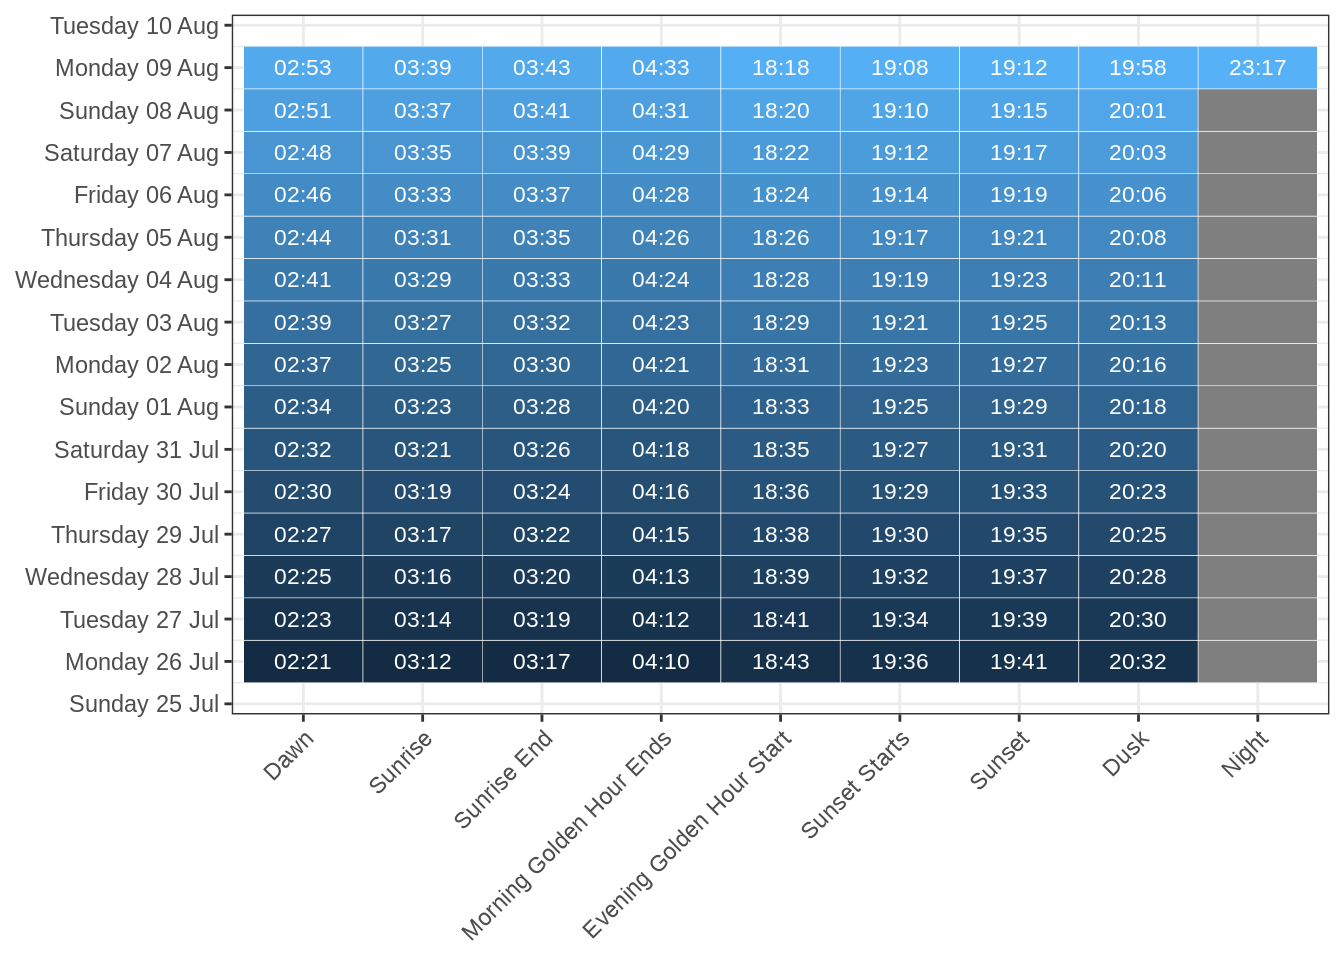 Tuesday 10 Aug
Monday 09 Aug 02:53 03:39 03:43 04:33 18:18 19:08 19:12 19:58 23:17
Sunday 08 Aug 02:51 03:37 03:41 04:31 18:20 19:10 19:15 20:01
Saturday 07 Aug 02:48 03:35 03:39 04:29 18:22 19:12 19:17 20:03
Friday 06 Aug 02:46 03:33 03:37 04:28 18:24 19:14 19:19 20:06
Thursday 05 Aug 02:44 03:31 03:35 04:26 18:26 19:17 19:21 20:08
Wednesday 04 Aug 02:41 03:29 03:33 04:24 18:28 19:19 19:23 20:11
Tuesday 03 Aug 02:39 03:27 03:32 04:23 18:29 19:21 19:25 20:13
Monday 02 Aug 02:37 03:25 03:30 04:21 18:31 19:23 19:27 20:16
Sunday 01 Aug 02:34 03:23 03:28 04:20 18:33 19:25 19:29 20:18
Saturday 31 Jul 02:32 03:21 03:26 04:18 18:35 19:27 19:31 20:20
Friday 30 Jul 02:30 03:19 03:24 04:16 18:36 19:29 19:33 20:23
Thursday 29 Jul 02:27 03:17 03:22 04:15 18:38 19:30 19:35 20:25
Wednesday 28 Jul 02:25 03:16 03:20 04:13 18:39 19:32 19:37 20:28
Tuesday 27 Jul 02:23 03:14 03:19 04:12 18:41 19:34 19:39 20:30
Monday 26 Jul 02:21 03:12 03:17 04:10 18:43 19:36 19:41 20:32
Sunday 25 Jul
Dawn
Sunrise
Sunrise End
Morning Golden Hour Ends
Evening Golden Hour Start
Sunset Starts
Sunset
Dusk
Night